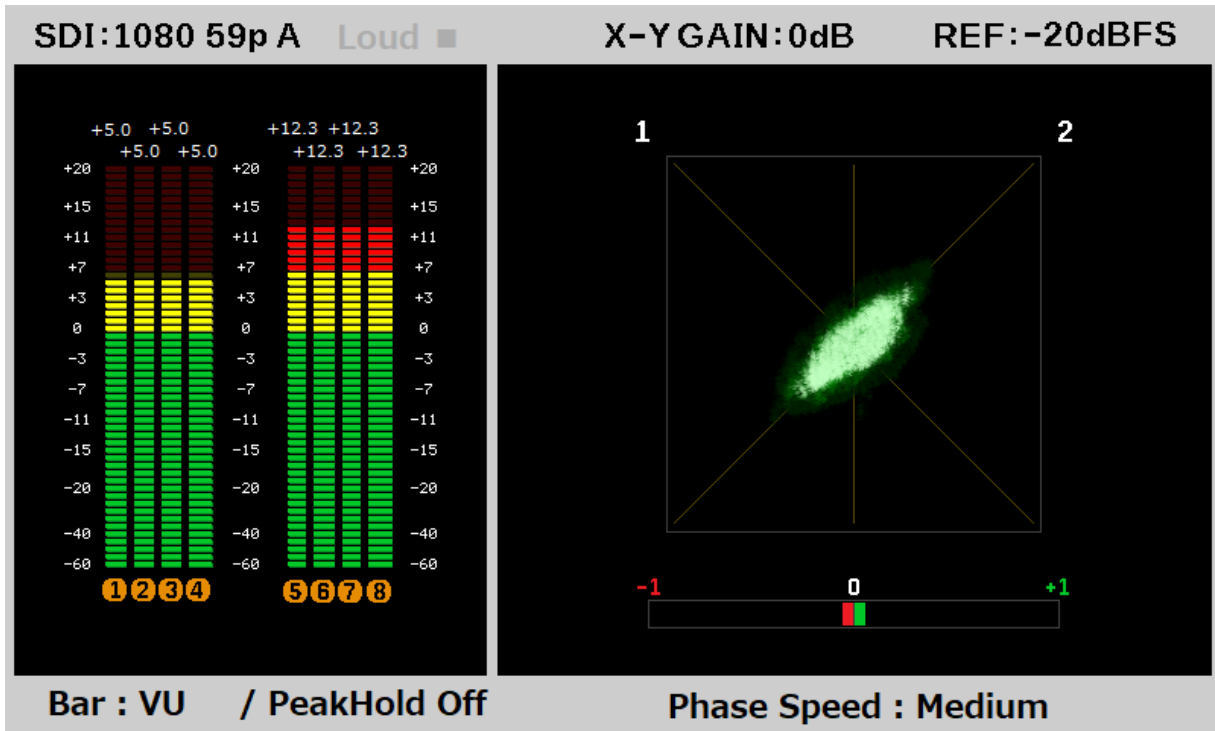 SDI:1080 59p A Loud ■ X-Y GAIN:0dB REF:-20dBFS
+5.0 +5.0 +12.3 +12.3
+5.0 +5.0 +12.3 +12.3
+20 +20 +20
+15 +15 +15
+11 +11 +11
+7 +7 +7
+3 +3 +3
0 0 0
-3 -3 -3
-7 -7 -7
-11 -11 -11
-15 -15 -15
-20 -20 -20
-40 -40 -40
-60 -60 -60
1 2 3 4 5 6 7 8
1 2
-1 0 +1
Bar : VU / PeakHold Off Phase Speed : Medium